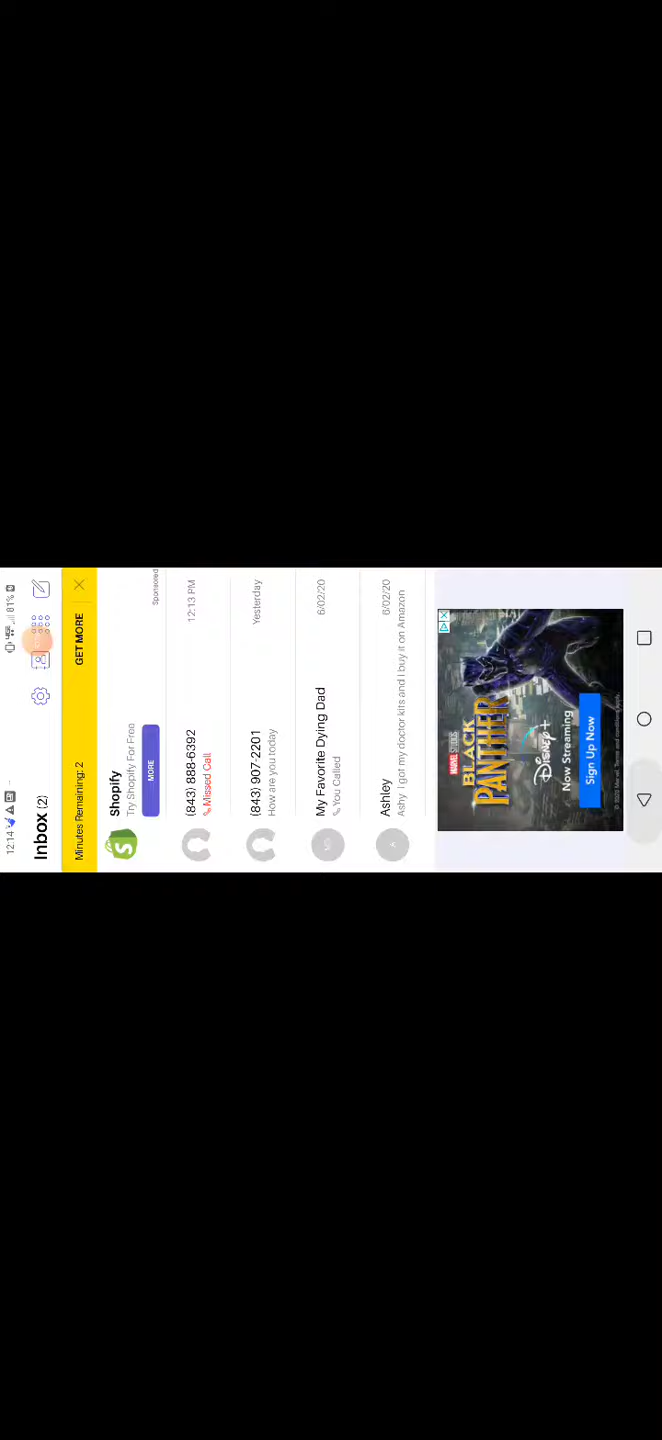 12:14
81%
Inbox (2)
Minutes Remaining: 2
GET MORE
Shopify
Try Shopify For Free
MORE
Sponsored
(843) 888-6392
Missed Call
12:13 PM
(843) 907-2201
How are you today
Yesterday
My Favorite Dying Dad
You Called
6/02/20
A
Ashley
Ashy I got my doctor kits and I buy it on Amazon
6/02/20
MARVEL STUDIOS
BLACK
PANTHER
Disney+
Now Streaming
Sign Up Now